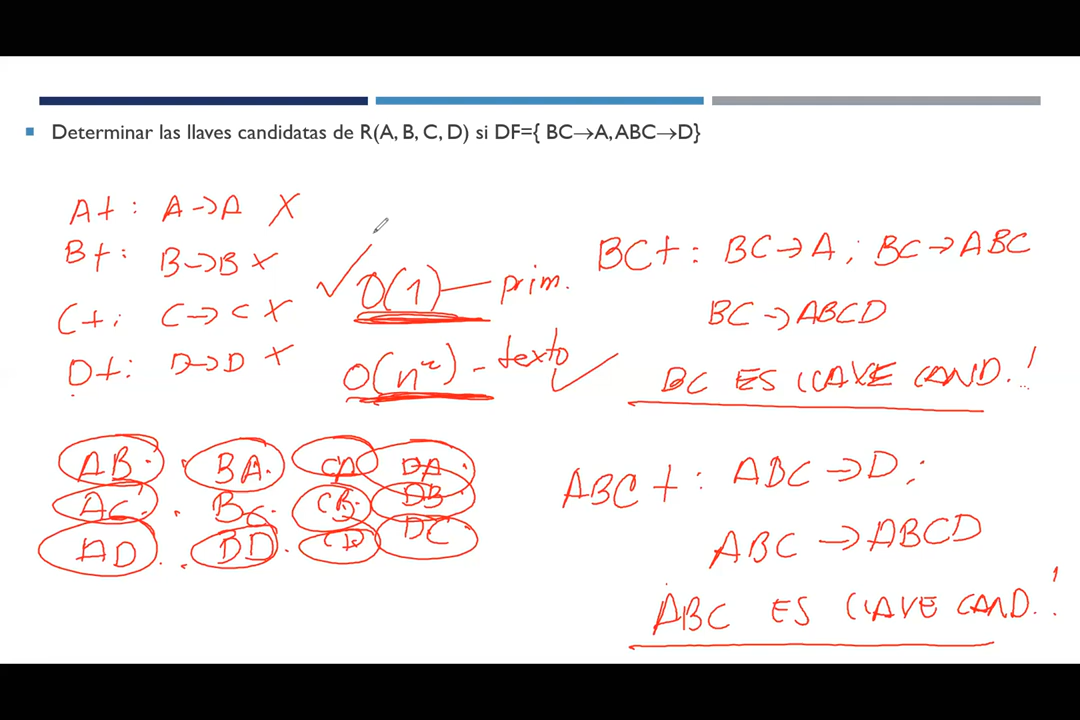 Determinar las llaves candidatas de R(A, B, C, D) si DF={ BC→A, ABC→D}
A+ : A→A X
B+ : B→B X
C+ : C→C X
D+ : D→D X
O(1) — prim.
O(n²) - texto
AB. BA. CA DA.
AC. BC. CB. DB.
AD. BD. CD DC
BC+ : BC→A ; BC→ABC
BC→ABCD
BC ES LLAVE CAND.!
ABC+ : ABC→D ;
ABC→ABCD
ABC ES LLAVE CAND.!